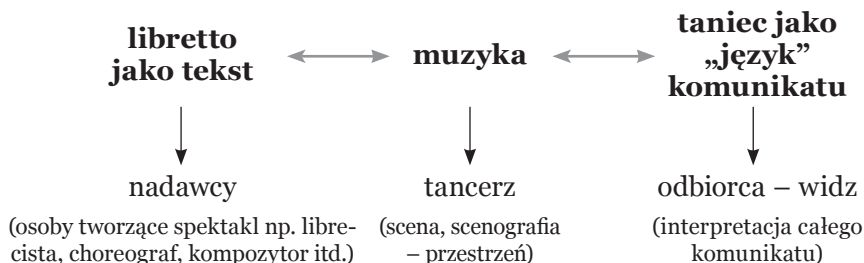 libretto
jako tekst
muzyka
taniec jako
„język”
komunikatu
nadawcy
(osoby tworzące spektakl np. libre-
cista, choreograf, kompozytor itd.)
tancerz
(scena, scenografia
– przestrzeń)
odbiorca – widz
(interpretacja całego
komunikatu)